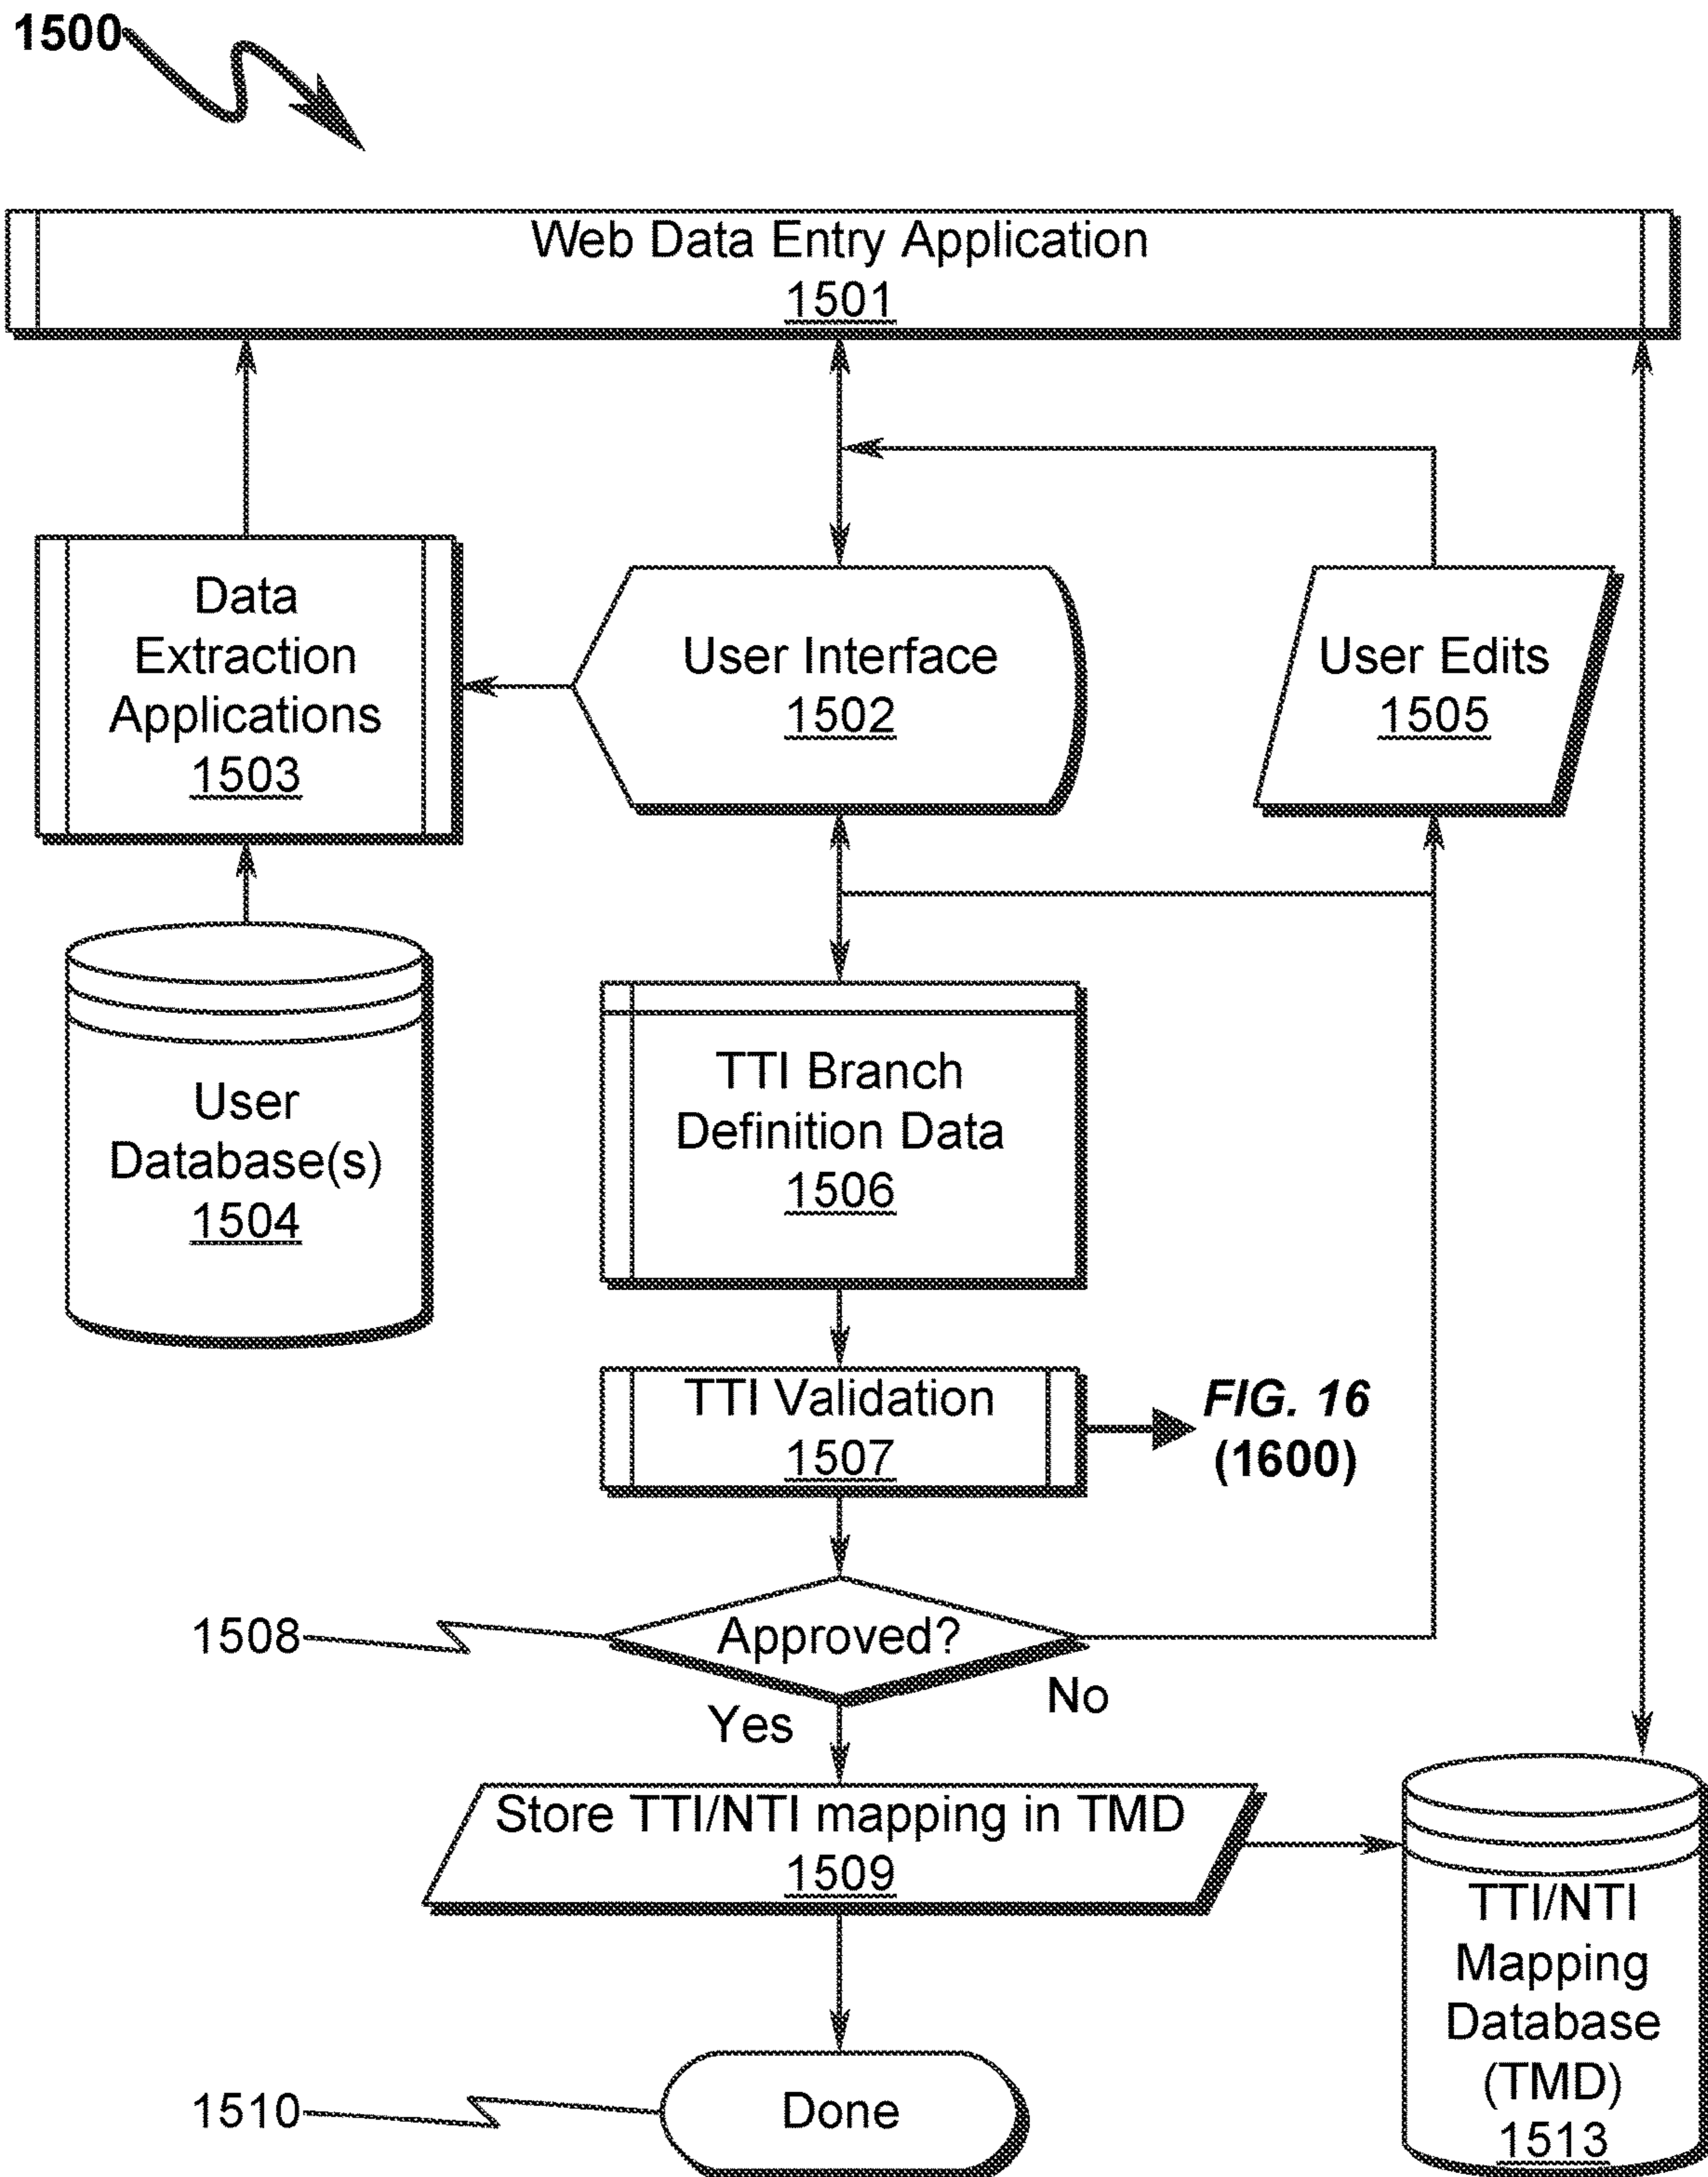 1500
Web Data Entry Application
1501
Data
Extraction
Applications
1503
User Interface
1502
User Edits
1505
User
Database(s)
1504
TTI Branch
Definition Data
1506
TTI Validation
1507
FIG. 16
(1600)
1508
Approved?
No
Yes
Store TTI/NTI mapping in TMD
1509
TTI/NTI
Mapping
Database
(TMD)
1513
1510
Done